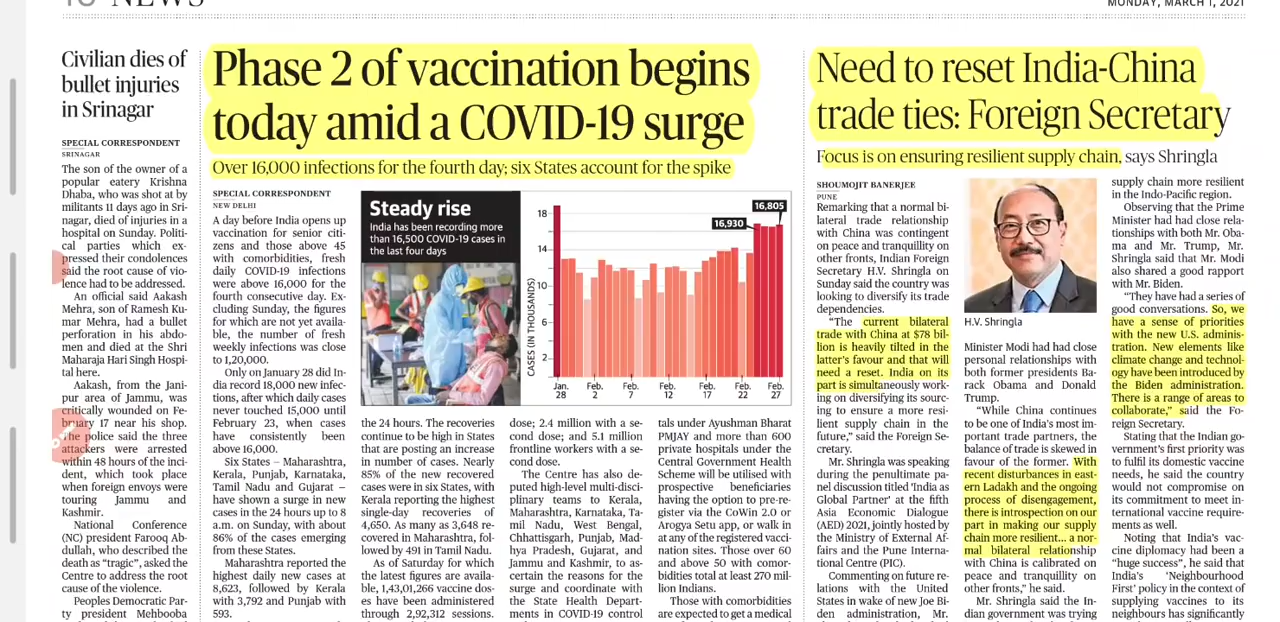 NEWS
MONDAY, MARCH 1, 2021
Civilian dies of
bullet injuries
in Srinagar
SPECIAL CORRESPONDENT
SRINAGAR
The son of the owner of a
popular eatery Krishna
Dhaba, who was shot at by
militants 11 days ago in Sri-
nagar, died of injuries in a
hospital on Sunday. Politi-
cal parties which ex-
pressed their condolences
said the root cause of vio-
lence had to be addressed.
An official said Aakash
Mehra, son of Ramesh Ku-
mar Mehra, had a bullet
perforation in his abdo-
men and died at the Shri
Maharaja Hari Singh Hospi-
tal here.
Aakash, from the Jani-
pur area of Jammu, was
critically wounded on Fe-
bruary 17 near his shop.
The police said the three
attackers were arrested
within 48 hours of the inc-
dent, which took place
when foreign envoys were
touring Jammu and
Kashmir.
National Conference
(NC) president Farooq Ab-
dullah, who described the
death as “tragic”, asked the
Centre to address the root
cause of the violence.
Peoples Democratic Par-
ty president Mehbooba
Phase 2 of vaccination begins
today amid a COVID-19 surge
Over 16,000 infections for the fourth day; six States account for the spike
SPECIAL CORRESPONDENT
NEW DELHI
A day before India opens up
vaccination for senior citi-
zens and those above 45
with comorbidities, fresh
daily COVID-19 infections
were above 16,000 for the
fourth consecutive day. Ex-
cluding Sunday, the figures
for which are not yet availa-
ble, the number of fresh
weekly infections was close
to 1,20,000.
Only on January 28 did In-
dia record 18,000 new infec-
tions, after which daily cases
never touched 15,000 until
February 23, when cases
have consistently been
above 16,000.
Six States – Maharashtra,
Kerala, Punjab, Karnataka,
Tamil Nadu and Gujarat –
have shown a surge in new
cases in the 24 hours up to 8
a.m. on Sunday, with about
86% of the cases emerging
from these States.
Maharashtra reported the
highest daily new cases at
8,623, followed by Kerala
with 3,792 and Punjab with
593.
Steady rise
India has been recording more
than 16,500 COVID-19 cases in
the last four days
CASES (IN THOUSANDS)
18
14
10
6
2
16,930
16,805
Jan. 28
Feb. 2
Feb. 7
Feb. 12
Feb. 17
Feb. 22
Feb. 27
the 24 hours. The recoveries
continue to be high in States
that are posting an increase
in number of cases. Nearly
85% of the new recovered
cases were in six States, with
Kerala reporting the highest
single-day recoveries of
4,650. As many as 3,648 re-
covered in Maharashtra, fol-
lowed by 491 in Tamil Nadu.
As of Saturday for which
the latest figures are availa-
ble, 1,43,01,266 vaccine dos-
es have been administered
through 2,92,312 sessions.
dose; 2.4 million with a se-
cond dose; and 5.1 million
frontline workers with a se-
cond dose.
The Centre has also de-
puted high-level multi-disci-
plinary teams to Kerala,
Maharashtra, Karnataka, Ta-
mil Nadu, West Bengal,
Chhattisgarh, Punjab, Mad-
hya Pradesh, Gujarat, and
Jammu and Kashmir, to as-
certain the reasons for the
surge and coordinate with
the State Health Depart-
ments in COVID-19 control
tals under Ayushman Bharat
PMJAY and more than 600
private hospitals under the
Central Government Health
Scheme will be utilised with
prospective beneficiaries
having the option to pre-re-
gister via the CoWin 2.0 or
Arogya Setu app, or walk in
at any of the registered vacci-
nation sites. Those over 60
and above 50 with comor-
bidities total at least 270 mil-
lion Indians.
Those with comorbidities
are expected to get a medical
Need to reset India-China
trade ties: Foreign Secretary
Focus is on ensuring resilient supply chain, says Shringla
SHOUMOJIT BANERJEE
PUNE
Remarking that a normal bi-
lateral trade relationship
with China was contingent
on peace and tranquillity on
other fronts, Indian Foreign
Secretary H.V. Shringla on
Sunday said the country was
looking to diversify its trade
dependencies.
“The current bilateral
trade with China at $78 bil-
lion is heavily tilted in the
latter’s favour and that will
need a reset. India on its
part is simultaneously work-
ing on diversifying its sourc-
ing to ensure a more resi-
lient supply chain in the
future,” said the Foreign Se-
cretary.
Mr. Shringla was speaking
during the penultimate pa-
nel discussion titled ‘India as
Global Partner’ at the fifth
Asia Economic Dialogue
(AED) 2021, jointly hosted by
the Ministry of External Af-
fairs and the Pune Interna-
tional Centre (PIC).
Commenting on future re-
lations with the United
States in wake of new Joe Bi-
den administration, Mr.
H.V. Shringla
Minister Modi had had close
personal relationships with
both former presidents Ba-
rack Obama and Donald
Trump.
“While China continues
to be one of India’s most im-
portant trade partners, the
balance of trade is skewed in
favour of the former. With
recent disturbances in east-
ern Ladakh and the ongoing
process of disengagement,
there is introspection on our
part in making our supply
chain more resilient... a nor-
mal bilateral relationship
with China is calibrated on
peace and tranquility on
other fronts,” he said.
Mr. Shringla said the In-
dian government was trying
supply chain more resilient
in the Indo-Pacific region.
Observing that the Prime
Minister had had close rela-
tionships with both Mr. Oba-
ma and Mr. Trump, Mr.
Shringla said that Mr. Modi
also shared a good rapport
with Mr. Biden.
“They have had a series of
good conversations. So, we
have a sense of priorities
with the new U.S. adminis-
tration. New elements like
climate change and technol-
ogy have been introduced by
the Biden administration.
There is a range of areas to
collaborate,” said the Fo-
reign Secretary.
Stating that the Indian go-
vernment’s first priority was
to fulfil its domestic vaccine
needs, he said the country
would not compromise on
its commitment to meet in-
ternational vaccine require-
ments as well.
Noting that India’s vac-
cine diplomacy had been a
“huge success”, he said that
India’s ‘Neighbourhood
First’ policy in the context of
supplying vaccines to its
neighbours has significantly